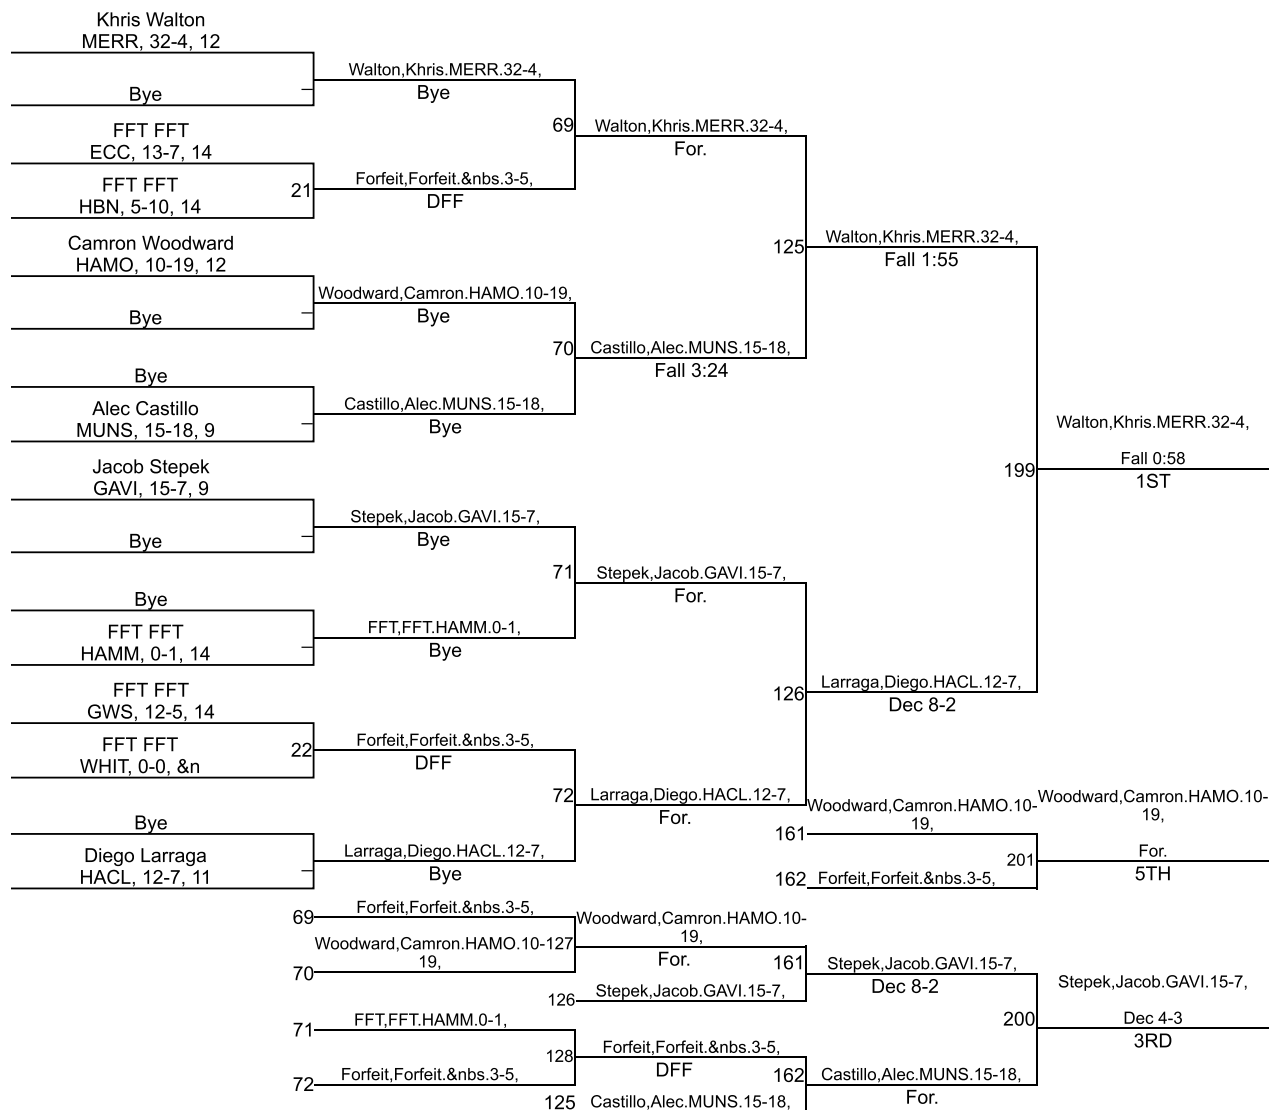 Khris Walton
MERR, 32-4, 12
Walton,Khris.MERR.32-4,
Bye
Bye
FFT FFT
ECC, 13-7, 14
69
Walton,Khris.MERR.32-4,
For.
FFT FFT
HBN, 5-10, 14
21
Forfeit,Forfeit.&nbs.3-5,
DFF
Camron Woodward
HAMO, 10-19, 12
125
Walton,Khris.MERR.32-4,
Fall 1:55
Woodward,Camron.HAMO.10-19,
Bye
Bye
70
Castillo,Alec.MUNS.15-18,
Fall 3:24
Bye
Alec Castillo
MUNS, 15-18, 9
Castillo,Alec.MUNS.15-18,
Bye
Walton,Khris.MERR.32-4,
Fall 0:58
1ST
199
Jacob Stepek
GAVI, 15-7, 9
Stepek,Jacob.GAVI.15-7,
Bye
Bye
71
Stepek,Jacob.GAVI.15-7,
For.
Bye
FFT FFT
HAMM, 0-1, 14
FFT,FFT.HAMM.0-1,
Bye
FFT FFT
GWS, 12-5, 14
126
Larraga,Diego.HACL.12-7,
Dec 8-2
FFT FFT
WHIT, 0-0, &n
22
Forfeit,Forfeit.&nbs.3-5,
DFF
72
Larraga,Diego.HACL.12-7,
For.
Bye
Diego Larraga
HACL, 12-7, 11
Larraga,Diego.HACL.12-7,
Bye
Woodward,Camron.HAMO.10-
19,
161
Woodward,Camron.HAMO.10-
19,
201
For.
5TH
162
Forfeit,Forfeit.&nbs.3-5,
69
Forfeit,Forfeit.&nbs.3-5,
Woodward,Camron.HAMO.10-
19,
70
127
Woodward,Camron.HAMO.10-
19,
For.
161
126
Stepek,Jacob.GAVI.15-7,
Stepek,Jacob.GAVI.15-7,
Dec 8-2
Stepek,Jacob.GAVI.15-7,
200
Dec 4-3
3RD
71
FFT,FFT.HAMM.0-1,
128
Forfeit,Forfeit.&nbs.3-5,
DFF
72
Forfeit,Forfeit.&nbs.3-5,
162
Castillo,Alec.MUNS.15-18,
For.
125
Castillo,Alec.MUNS.15-18,